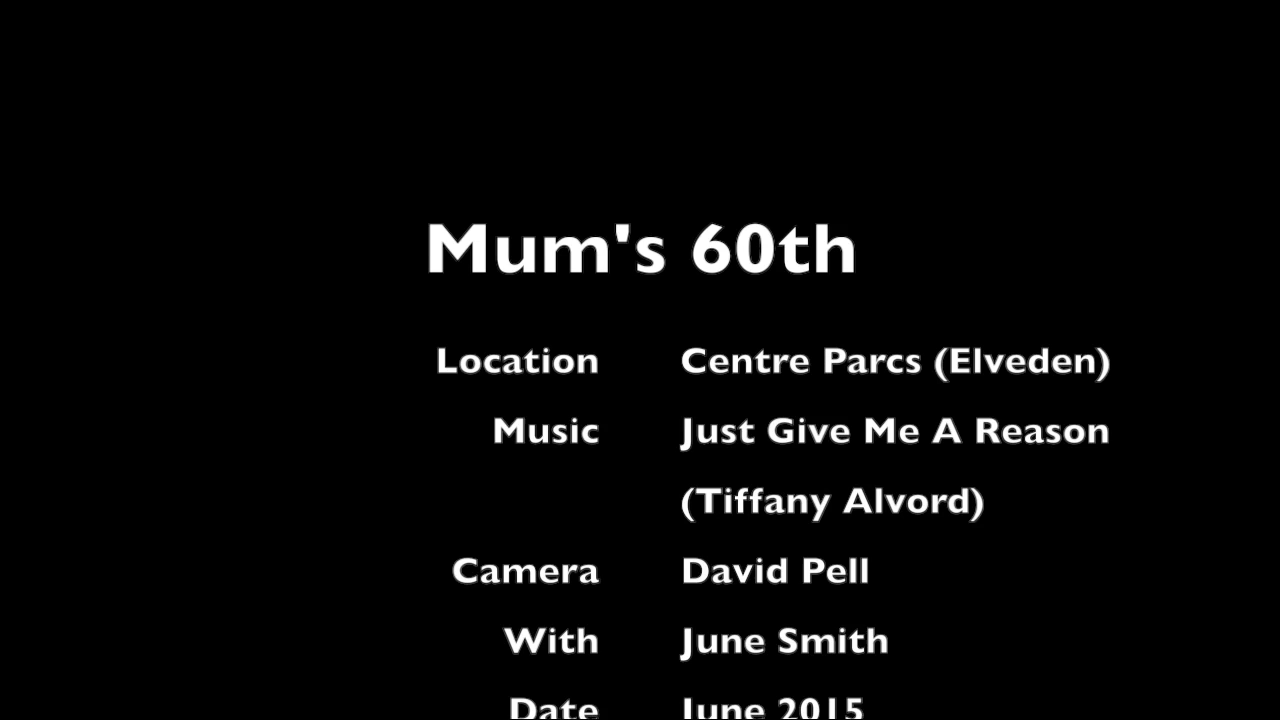 Mum's 60th
Location Centre Parcs (Elveden)
Music Just Give Me A Reason
(Tiffany Alvord)
Camera David Pell
With June Smith
Date June 2015